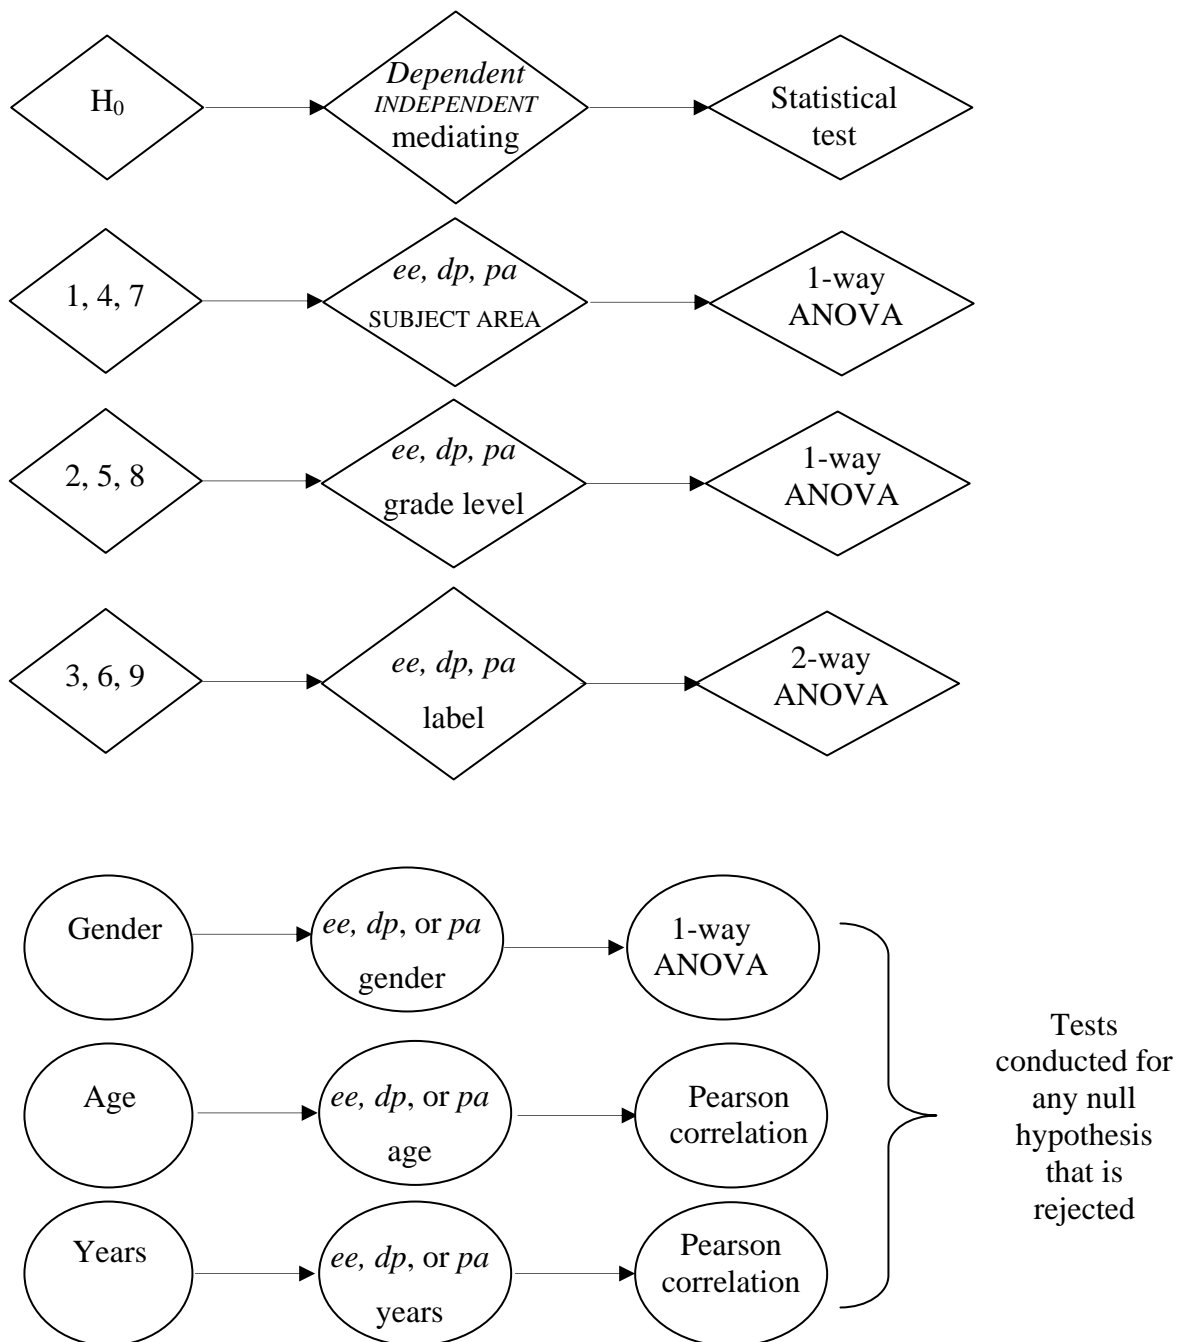 H₀
Dependent
INDEPENDENT
mediating
Statistical
test
1, 4, 7
ee, dp, pa
SUBJECT AREA
1-way
ANOVA
2, 5, 8
ee, dp, pa
grade level
1-way
ANOVA
3, 6, 9
ee, dp, pa
label
2-way
ANOVA
Gender
ee, dp, or pa
gender
1-way
ANOVA
Age
ee, dp, or pa
age
Pearson
correlation
Years
ee, dp, or pa
years
Pearson
correlation
Tests
conducted for
any null
hypothesis
that is
rejected